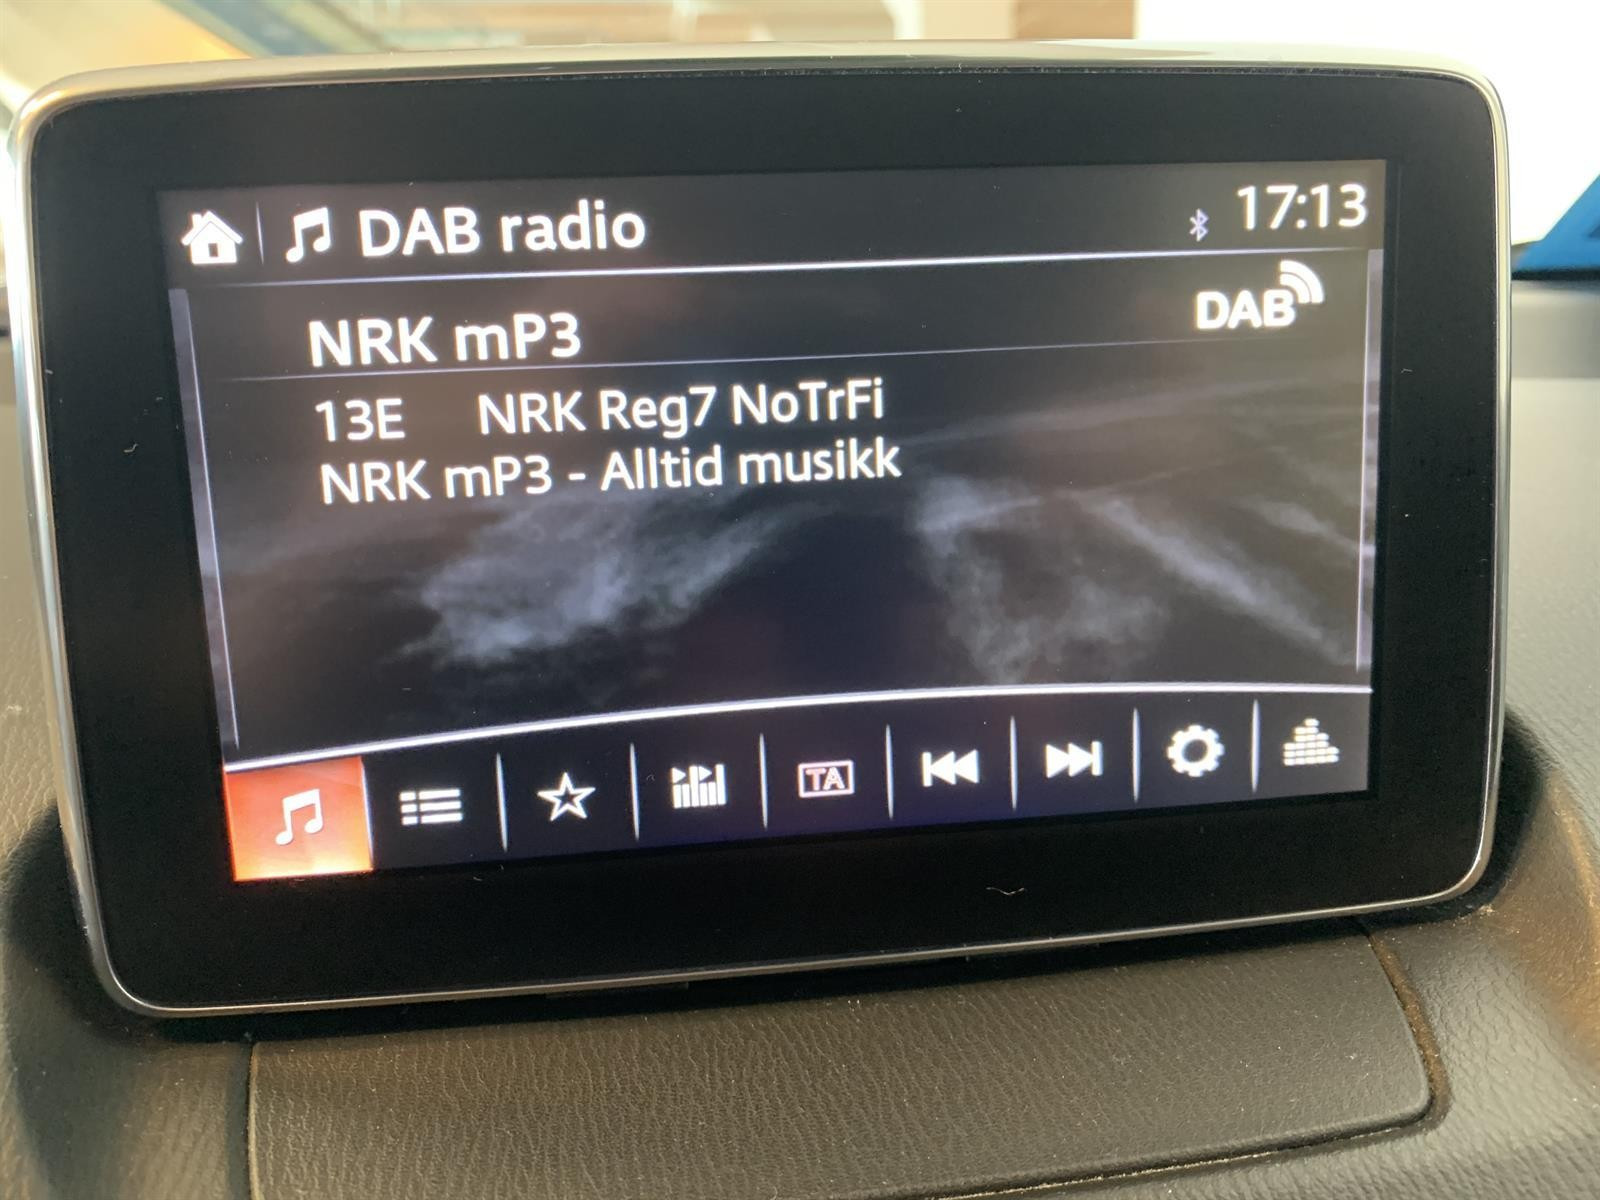 DAB radio
17:13
NRK mP3
DAB
13E NRK Reg7 NoTrFi
NRK mP3 - Alltid musikk
TA